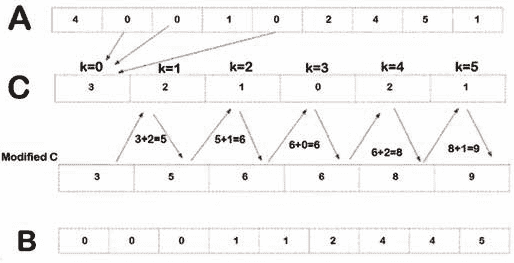 A 4 0 0 1 0 2 4 5 1
k=0 k=1 k=2 k=3 k=4 k=5
C 3 2 1 0 2 1
3+2=5 5+1=6 6+0=6 6+2=8 8+1=9
Modified C
3 5 6 6 8 9
B 0 0 0 1 1 2 4 4 5